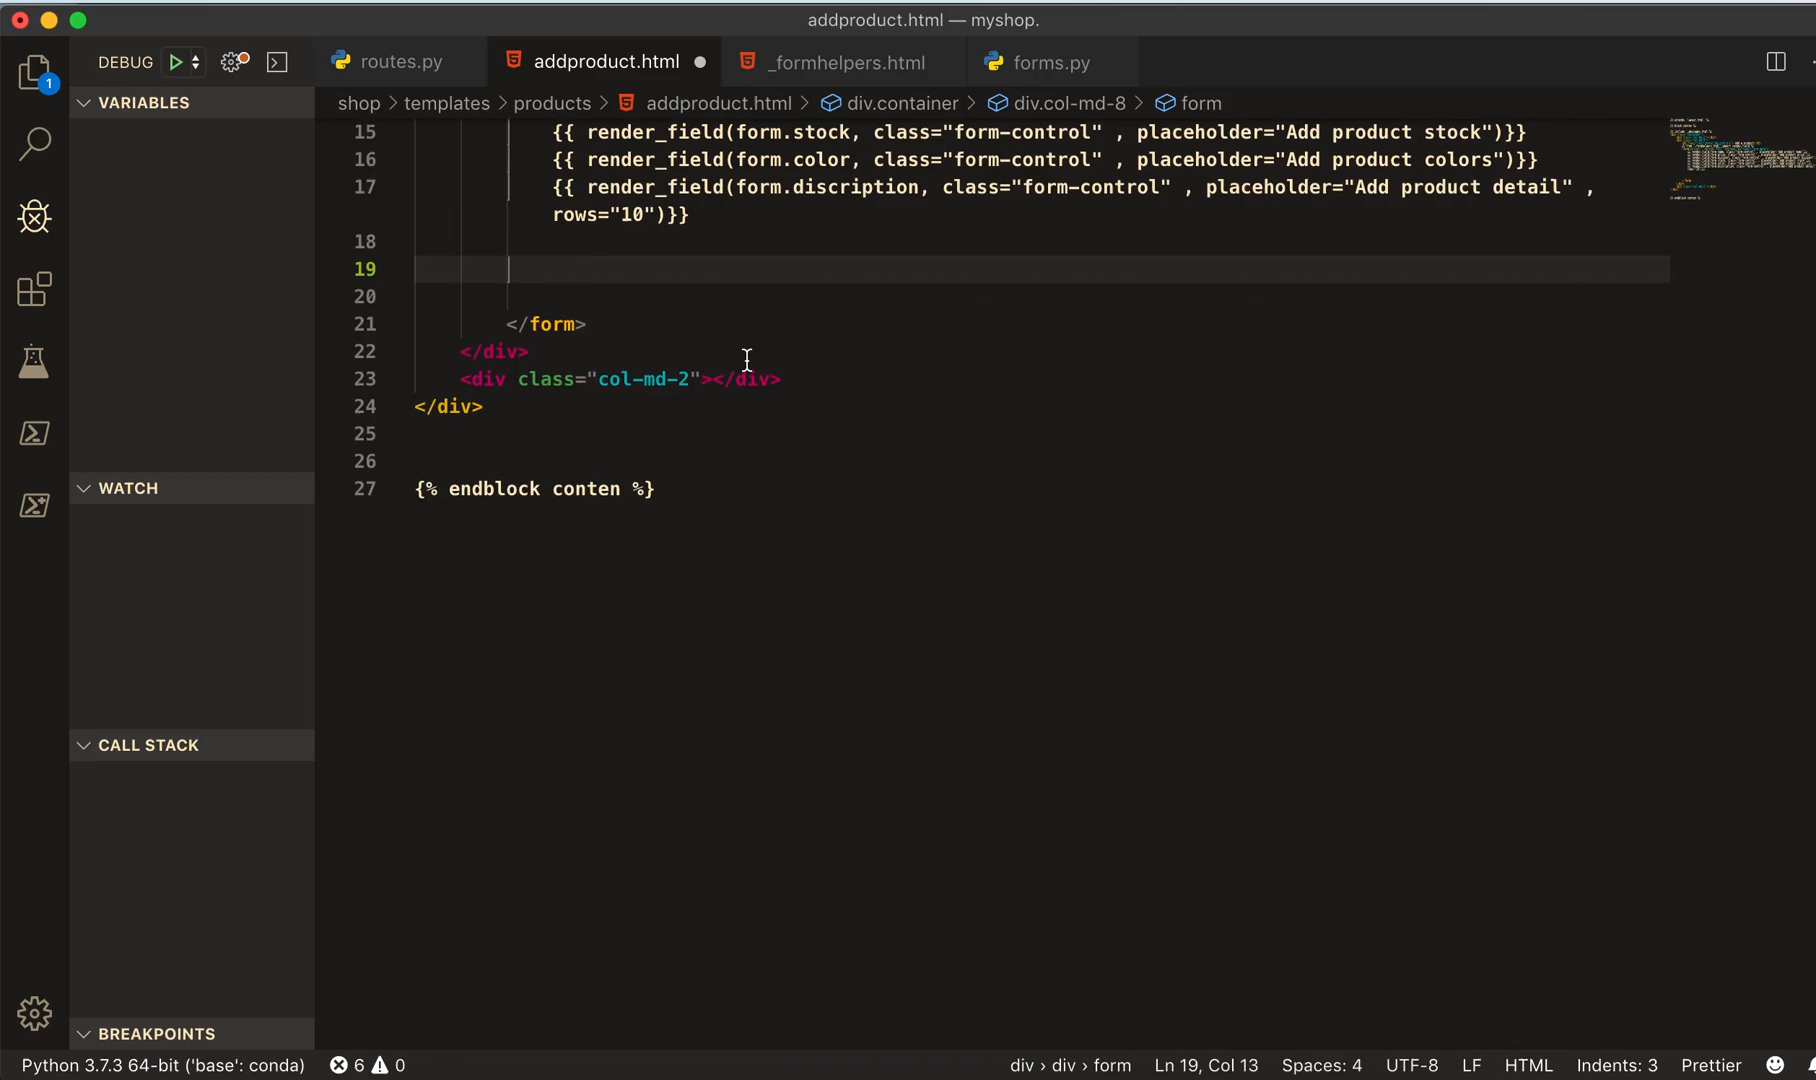 addproduct.html — myshop.
DEBUG
routes.py
addproduct.html
_formhelpers.html
forms.py
1
VARIABLES
shop > templates > products > addproduct.html > div.container > div.col-md-8 > form
15 {{ render_field(form.stock, class="form-control" , placeholder="Add product stock")}}
16 {{ render_field(form.color, class="form-control" , placeholder="Add product colors")}}
17 {{ render_field(form.discription, class="form-control" , placeholder="Add product detail" ,
rows="10")}}
18
19
20
21 </form>
22 </div>
23 <div class="col-md-2"></div>
24 </div>
25
26
27 {% endblock conten %}
WATCH
CALL STACK
BREAKPOINTS
Python 3.7.3 64-bit ('base': conda) 6 0 div › div › form Ln 19, Col 13 Spaces: 4 UTF-8 LF HTML Indents: 3 Prettier